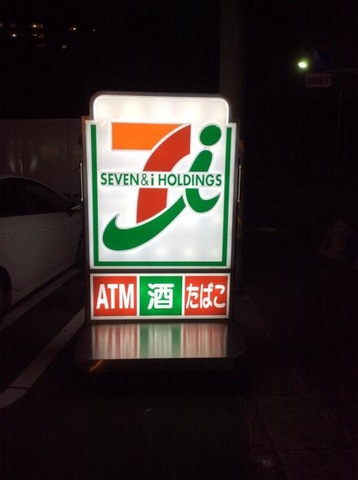 7i
SEVEN & i HOLDINGS
ATM 酒 たばこ